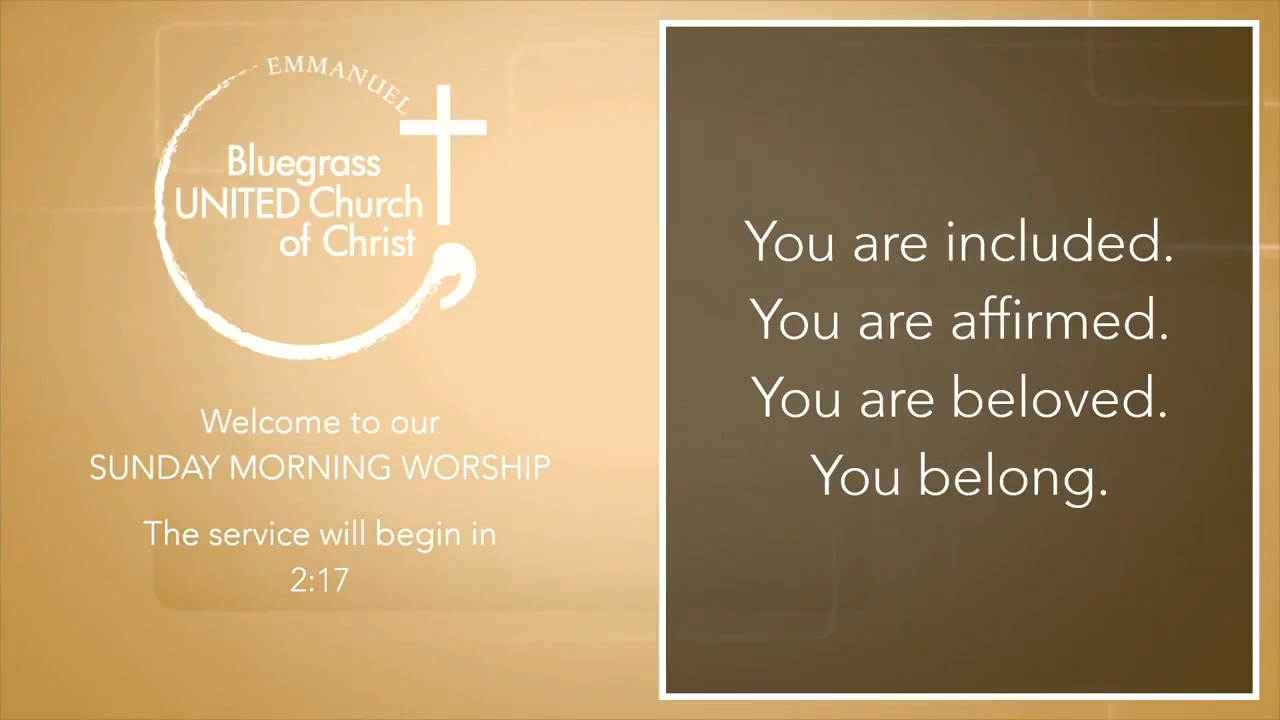 EMMANUEL
Bluegrass
UNITED Church
of Christ
Welcome to our
SUNDAY MORNING WORSHIP
The service will begin in
2:17
You are included.
You are affirmed.
You are beloved.
You belong.